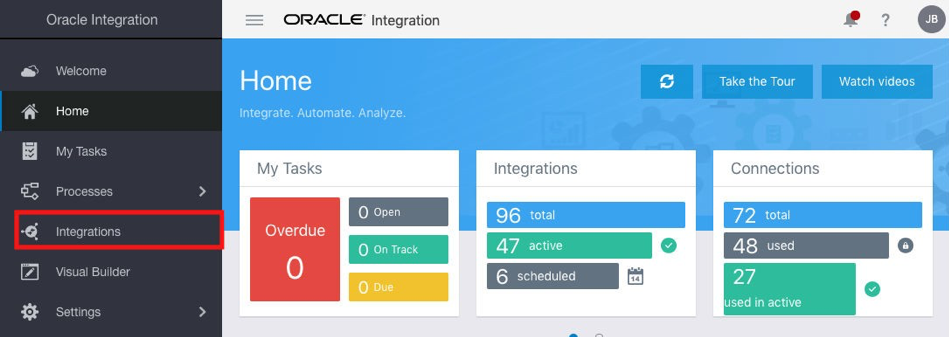 Oracle Integration
ORACLE® Integration
?
JB
Welcome
Home
My Tasks
Processes
Integrations
Visual Builder
Settings
Home
Take the Tour
Watch videos
Integrate. Automate. Analyze.
My Tasks
Overdue
0
0 Open
0 On Track
0 Due
Integrations
96 total
47 active
6 scheduled
14
Connections
72 total
48 used
27
used in active